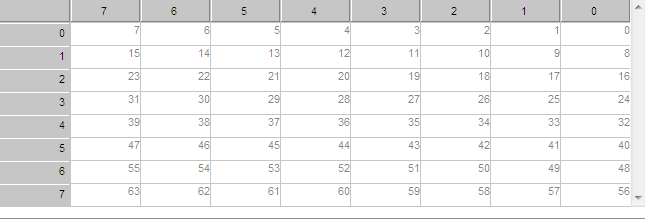 7 6 5 4 3 2 1 0
0 7 6 5 4 3 2 1 0
1 15 14 13 12 11 10 9 8
2 23 22 21 20 19 18 17 16
3 31 30 29 28 27 26 25 24
4 39 38 37 36 35 34 33 32
5 47 46 45 44 43 42 41 40
6 55 54 53 52 51 50 49 48
7 63 62 61 60 59 58 57 56